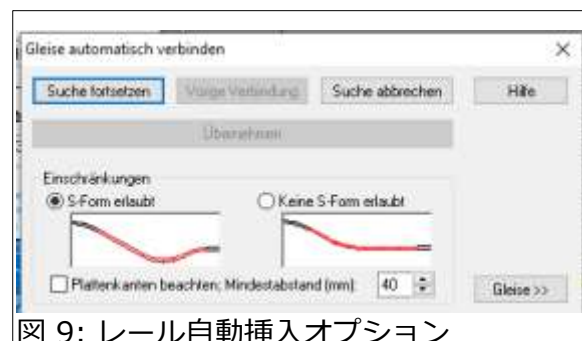 Gleise automatisch verbinden
Suche fortsetzen Vorige Verbindung Suche abbrechen Hilfe
Übernehmen
Einschränkungen
S-Form erlaubt Keine S-Form erlaubt
Plattenkanten beachten; Mindestabstand (mm): 40
Gleise >>
図 9: レール自動挿入オプション